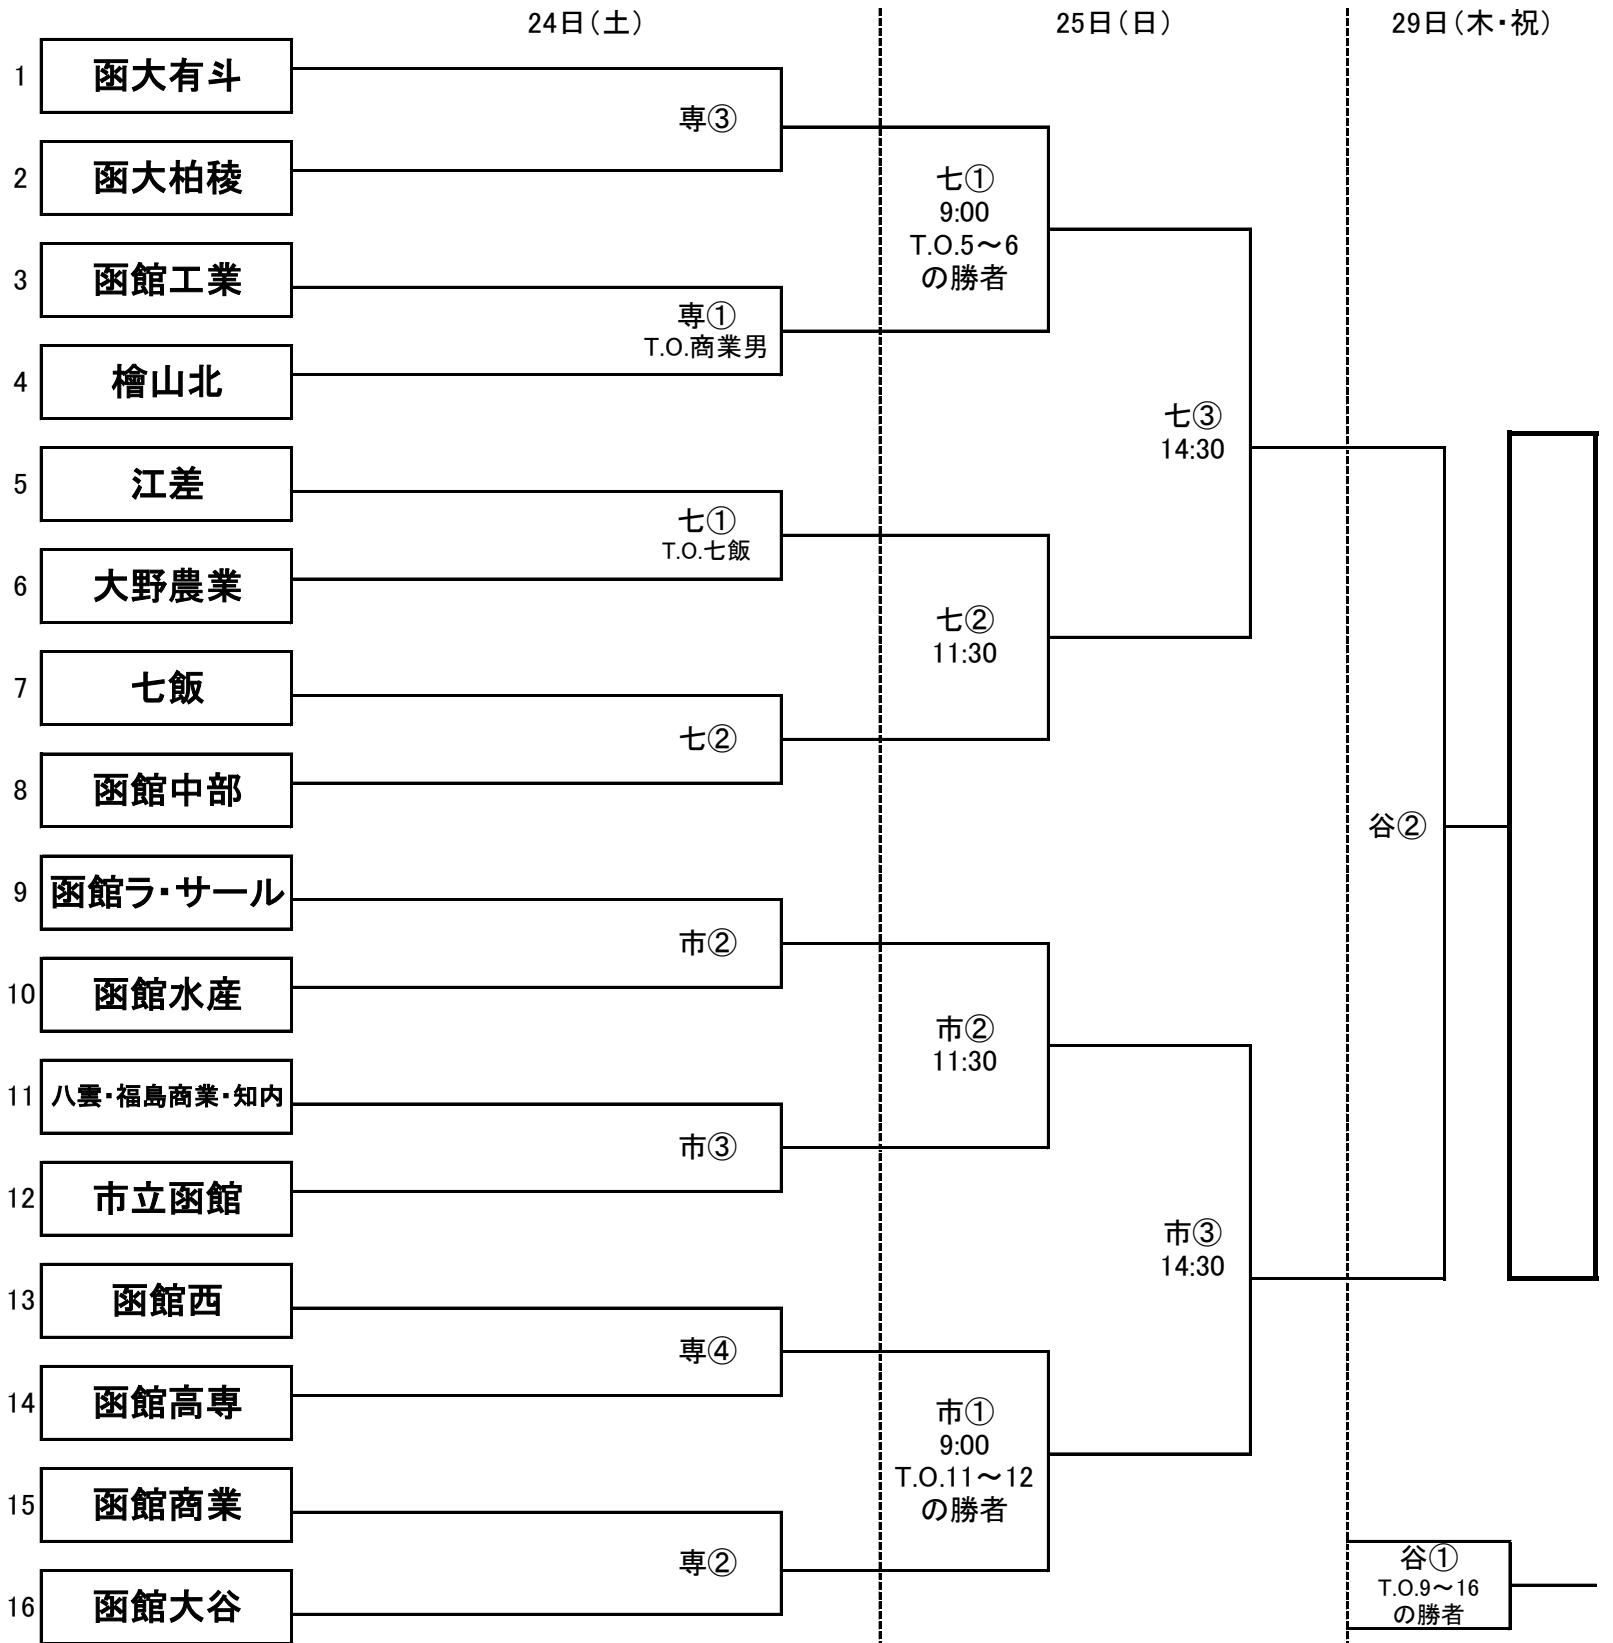 24日(土)
25日(日)
29日(木・祝)
1
函大有斗
専③
2
函大柏稜
七①
9:00
T.O.5～6
の勝者
3
函館工業
専①
T.O.商業男
4
檜山北
七③
14:30
5
江差
七①
T.O.七飯
6
大野農業
七②
11:30
7
七飯
七②
8
函館中部
谷②
9
函館ラ・サール
市②
10
函館水産
市②
11:30
11
八雲・福島商業・知内
市③
12
市立函館
市③
14:30
13
函館西
専④
14
函館高専
市①
9:00
T.O.11～12
の勝者
15
函館商業
専②
谷①
T.O.9～16
の勝者
16
函館大谷